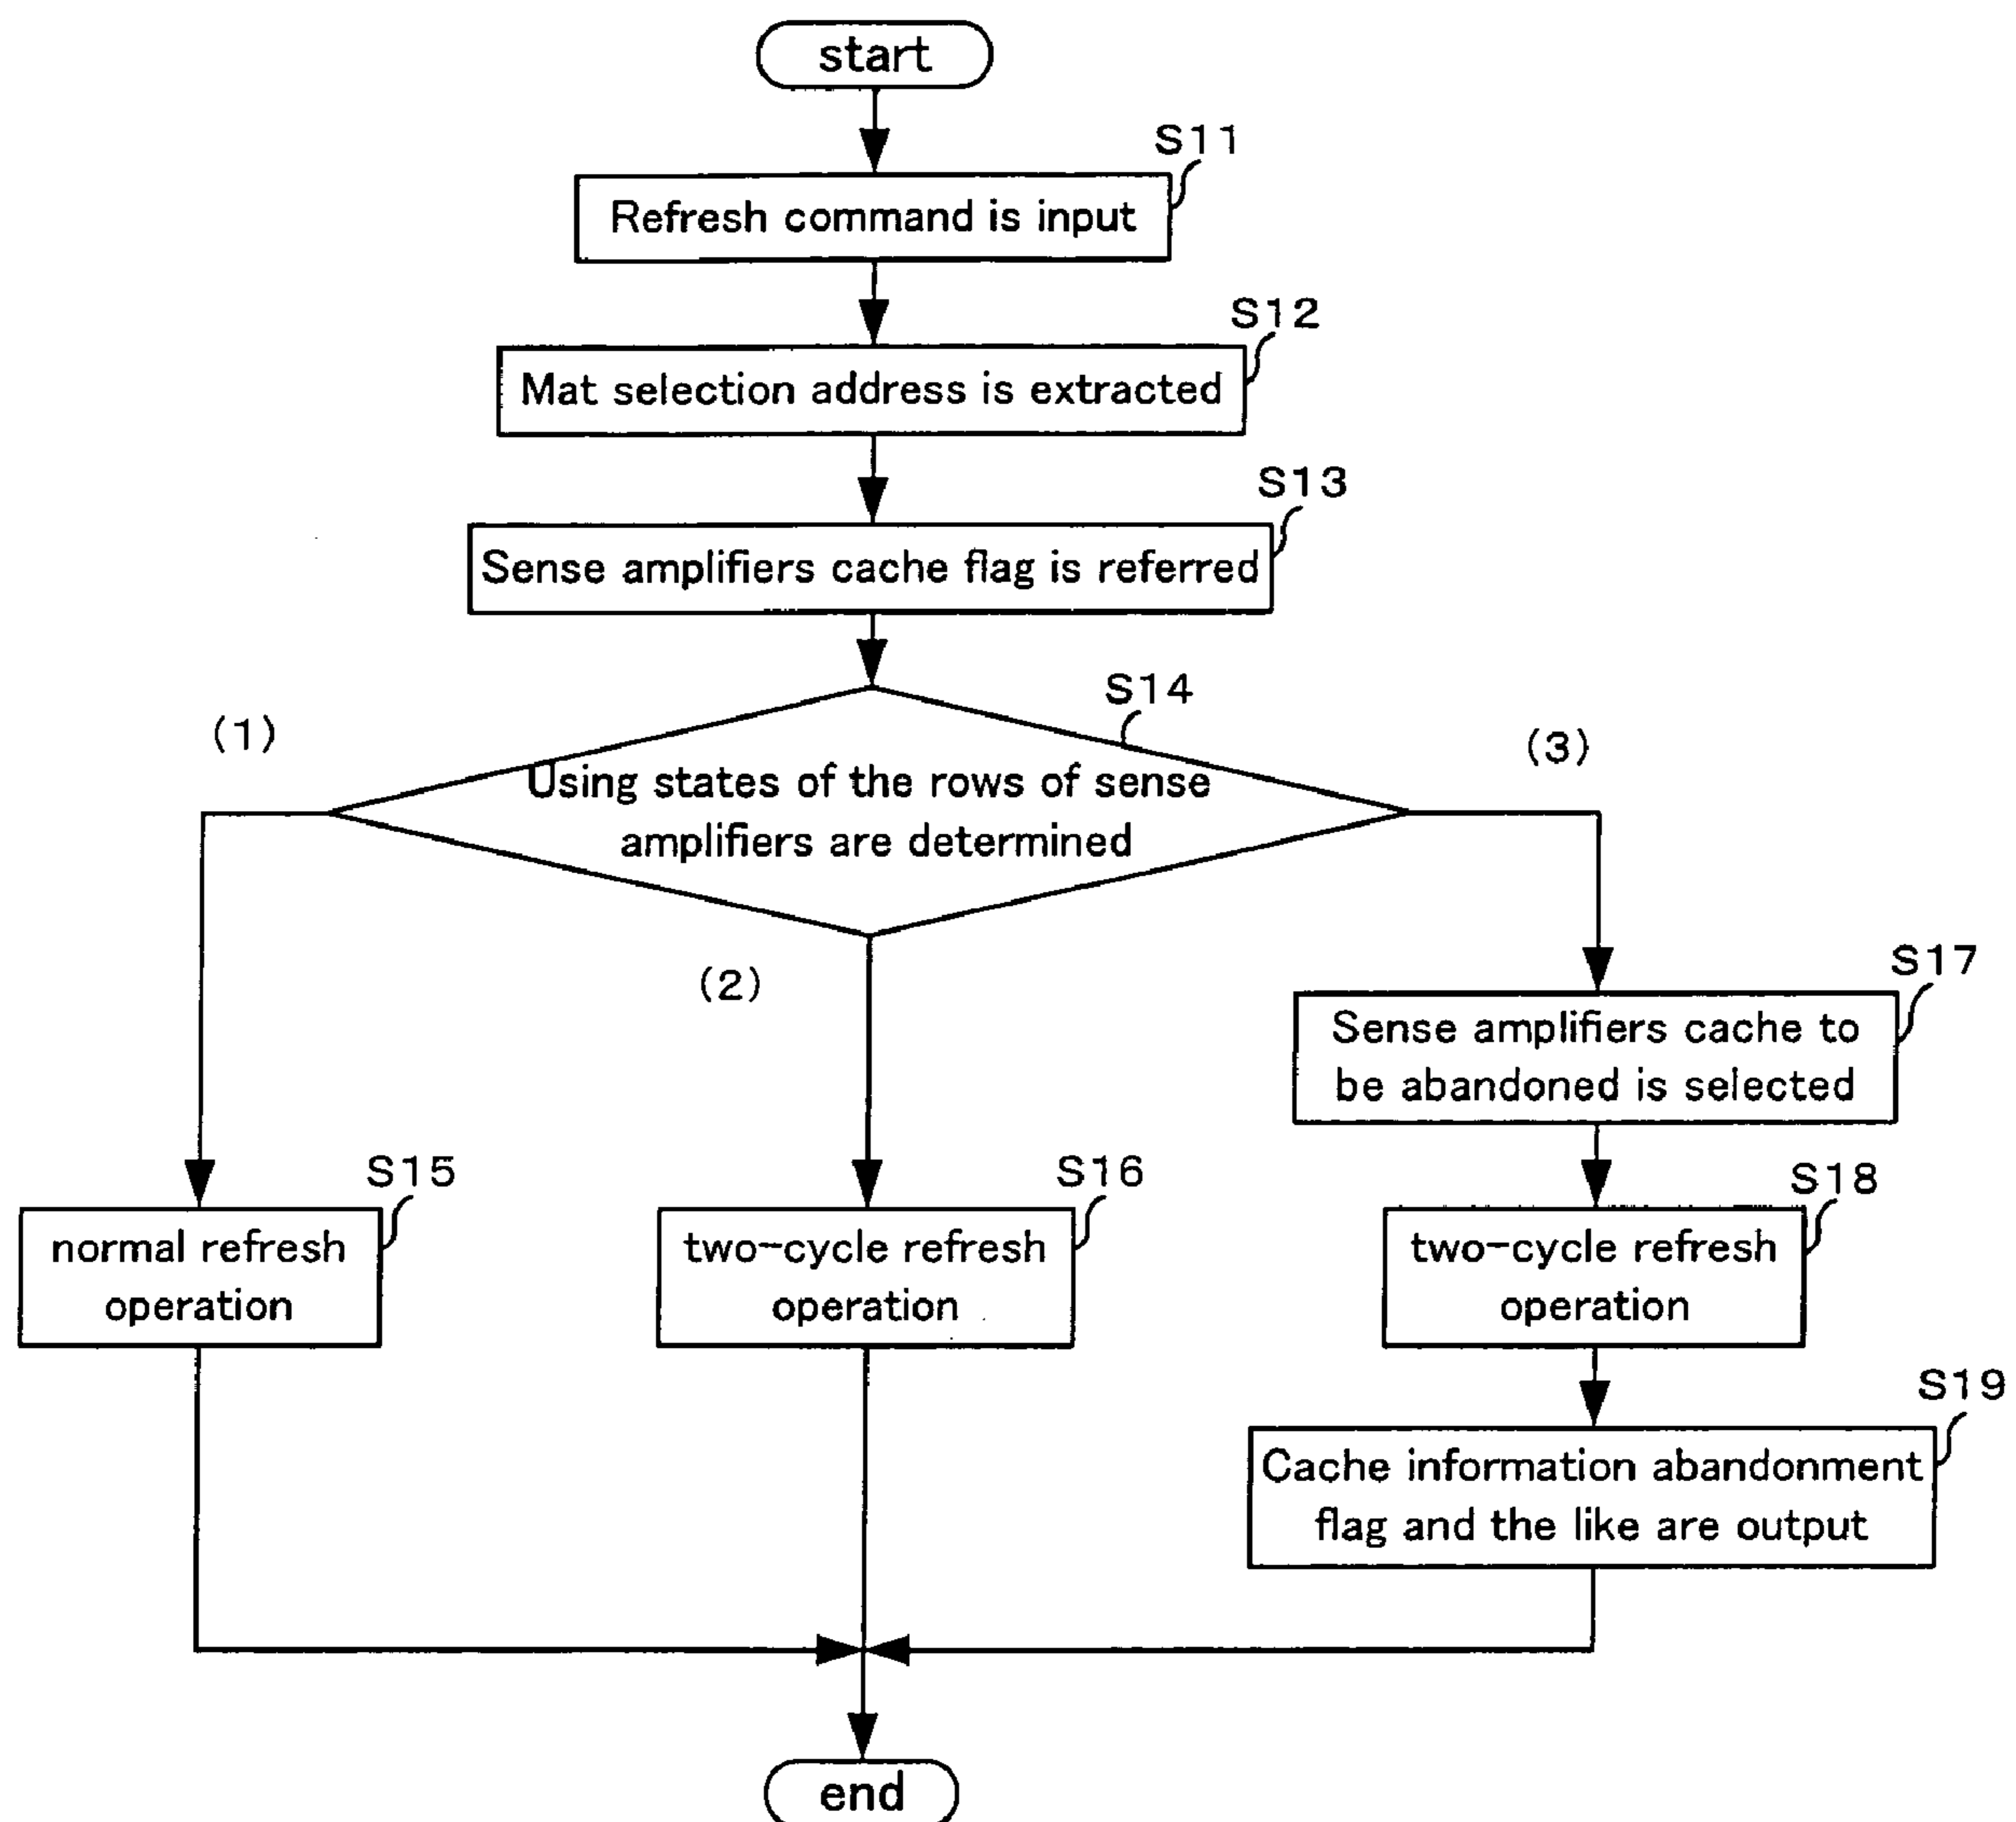 start
S11
Refresh command is input
S12
Mat selection address is extracted
S13
Sense amplifiers cache flag is referred
S14
(1)
(3)
Using states of the rows of sense
amplifiers are determined
(2)
S17
Sense amplifiers cache to
be abandoned is selected
S15
normal refresh
operation
S16
two-cycle refresh
operation
S18
two-cycle refresh
operation
S19
Cache information abandonment
flag and the like are output
end